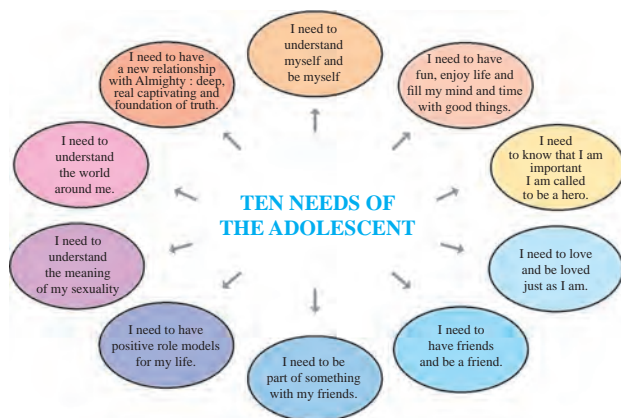 I need to
understand
myself and
be myself
I need to have
fun, enjoy life and
fill my mind and time
with good things.
I need
to know that I am
important
I am called
to be a hero.
I need to love
and be loved
just as I am.
I need to
have friends
and be a friend.
I need to be
part of something
with my friends.
I need to have
positive role models
for my life.
I need to
understand
the meaning
of my sexuality
I need to
understand
the world
around me.
I need to have
a new relationship
with Almighty : deep,
real captivating and
foundation of truth.
TEN NEEDS OF
THE ADOLESCENT